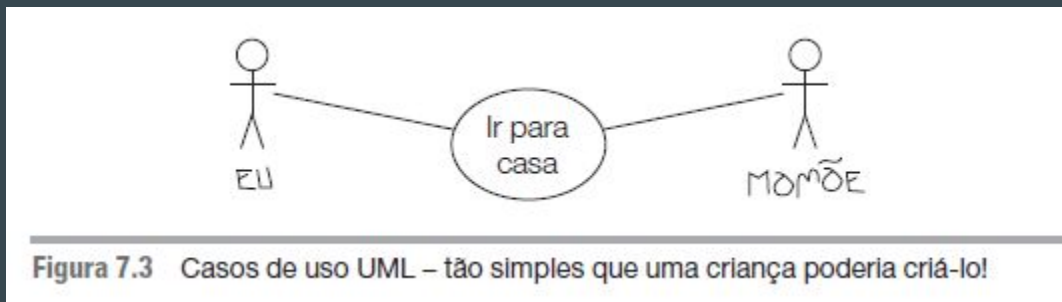 Ir para
casa
EU
MAMÃE
Figura 7.3 Casos de uso UML – tão simples que uma criança poderia criá-lo!